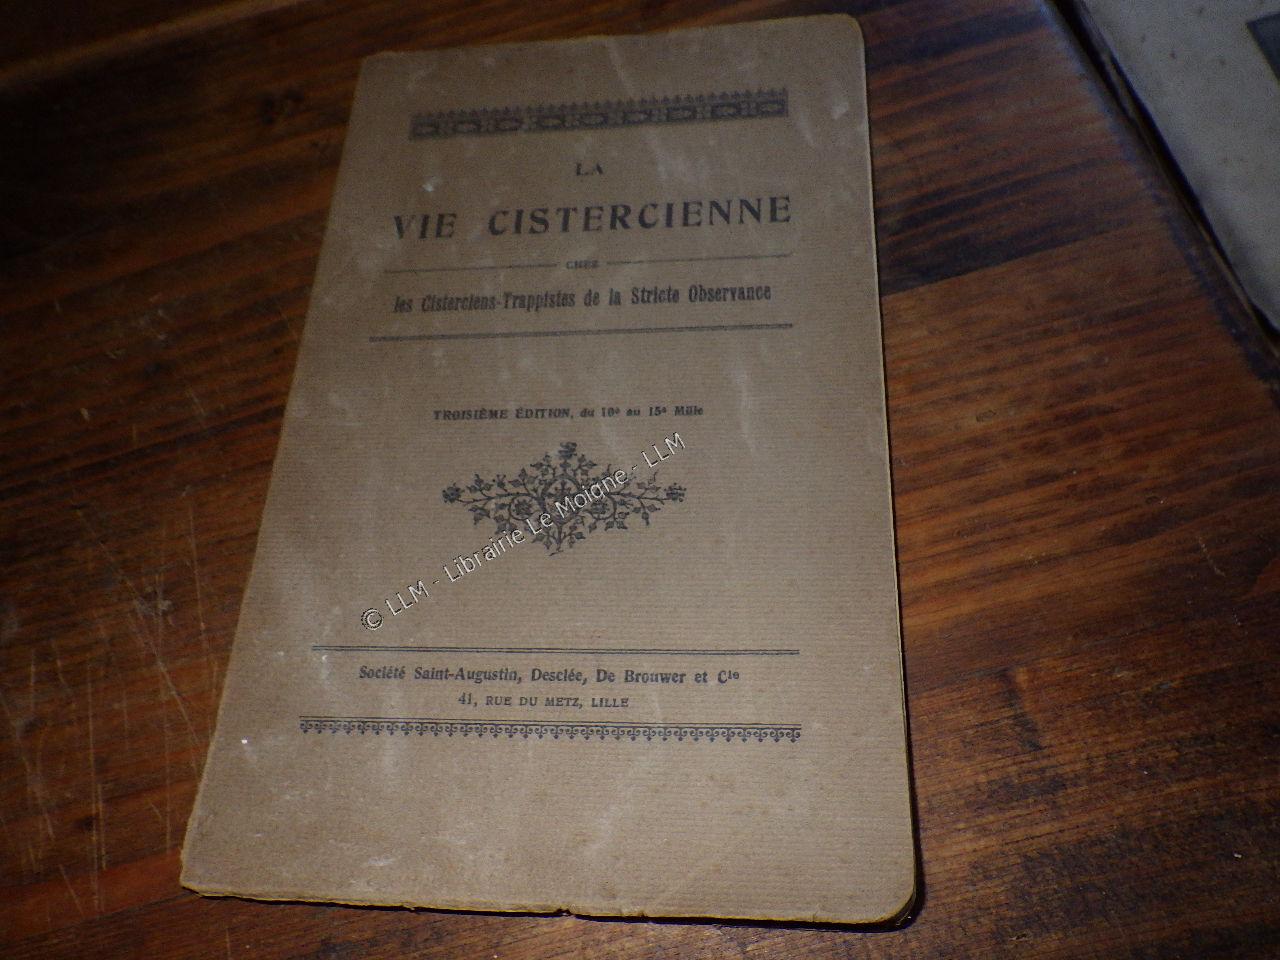 LA
VIE CISTERCIENNE
CHEZ
les Cisterciens-Trappistes de la Stricte Observance
TROISIÈME ÉDITION, du 10e au 15e Mille
© LLM - Librairie Le Moigne - LLM
Société Saint-Augustin, Desclée, De Brouwer et Cie
41, RUE DU METZ, LILLE